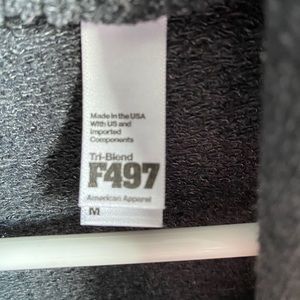 Made in the USA
With US and
Imported
Components
Tri-Blend
F497
American Apparel
M